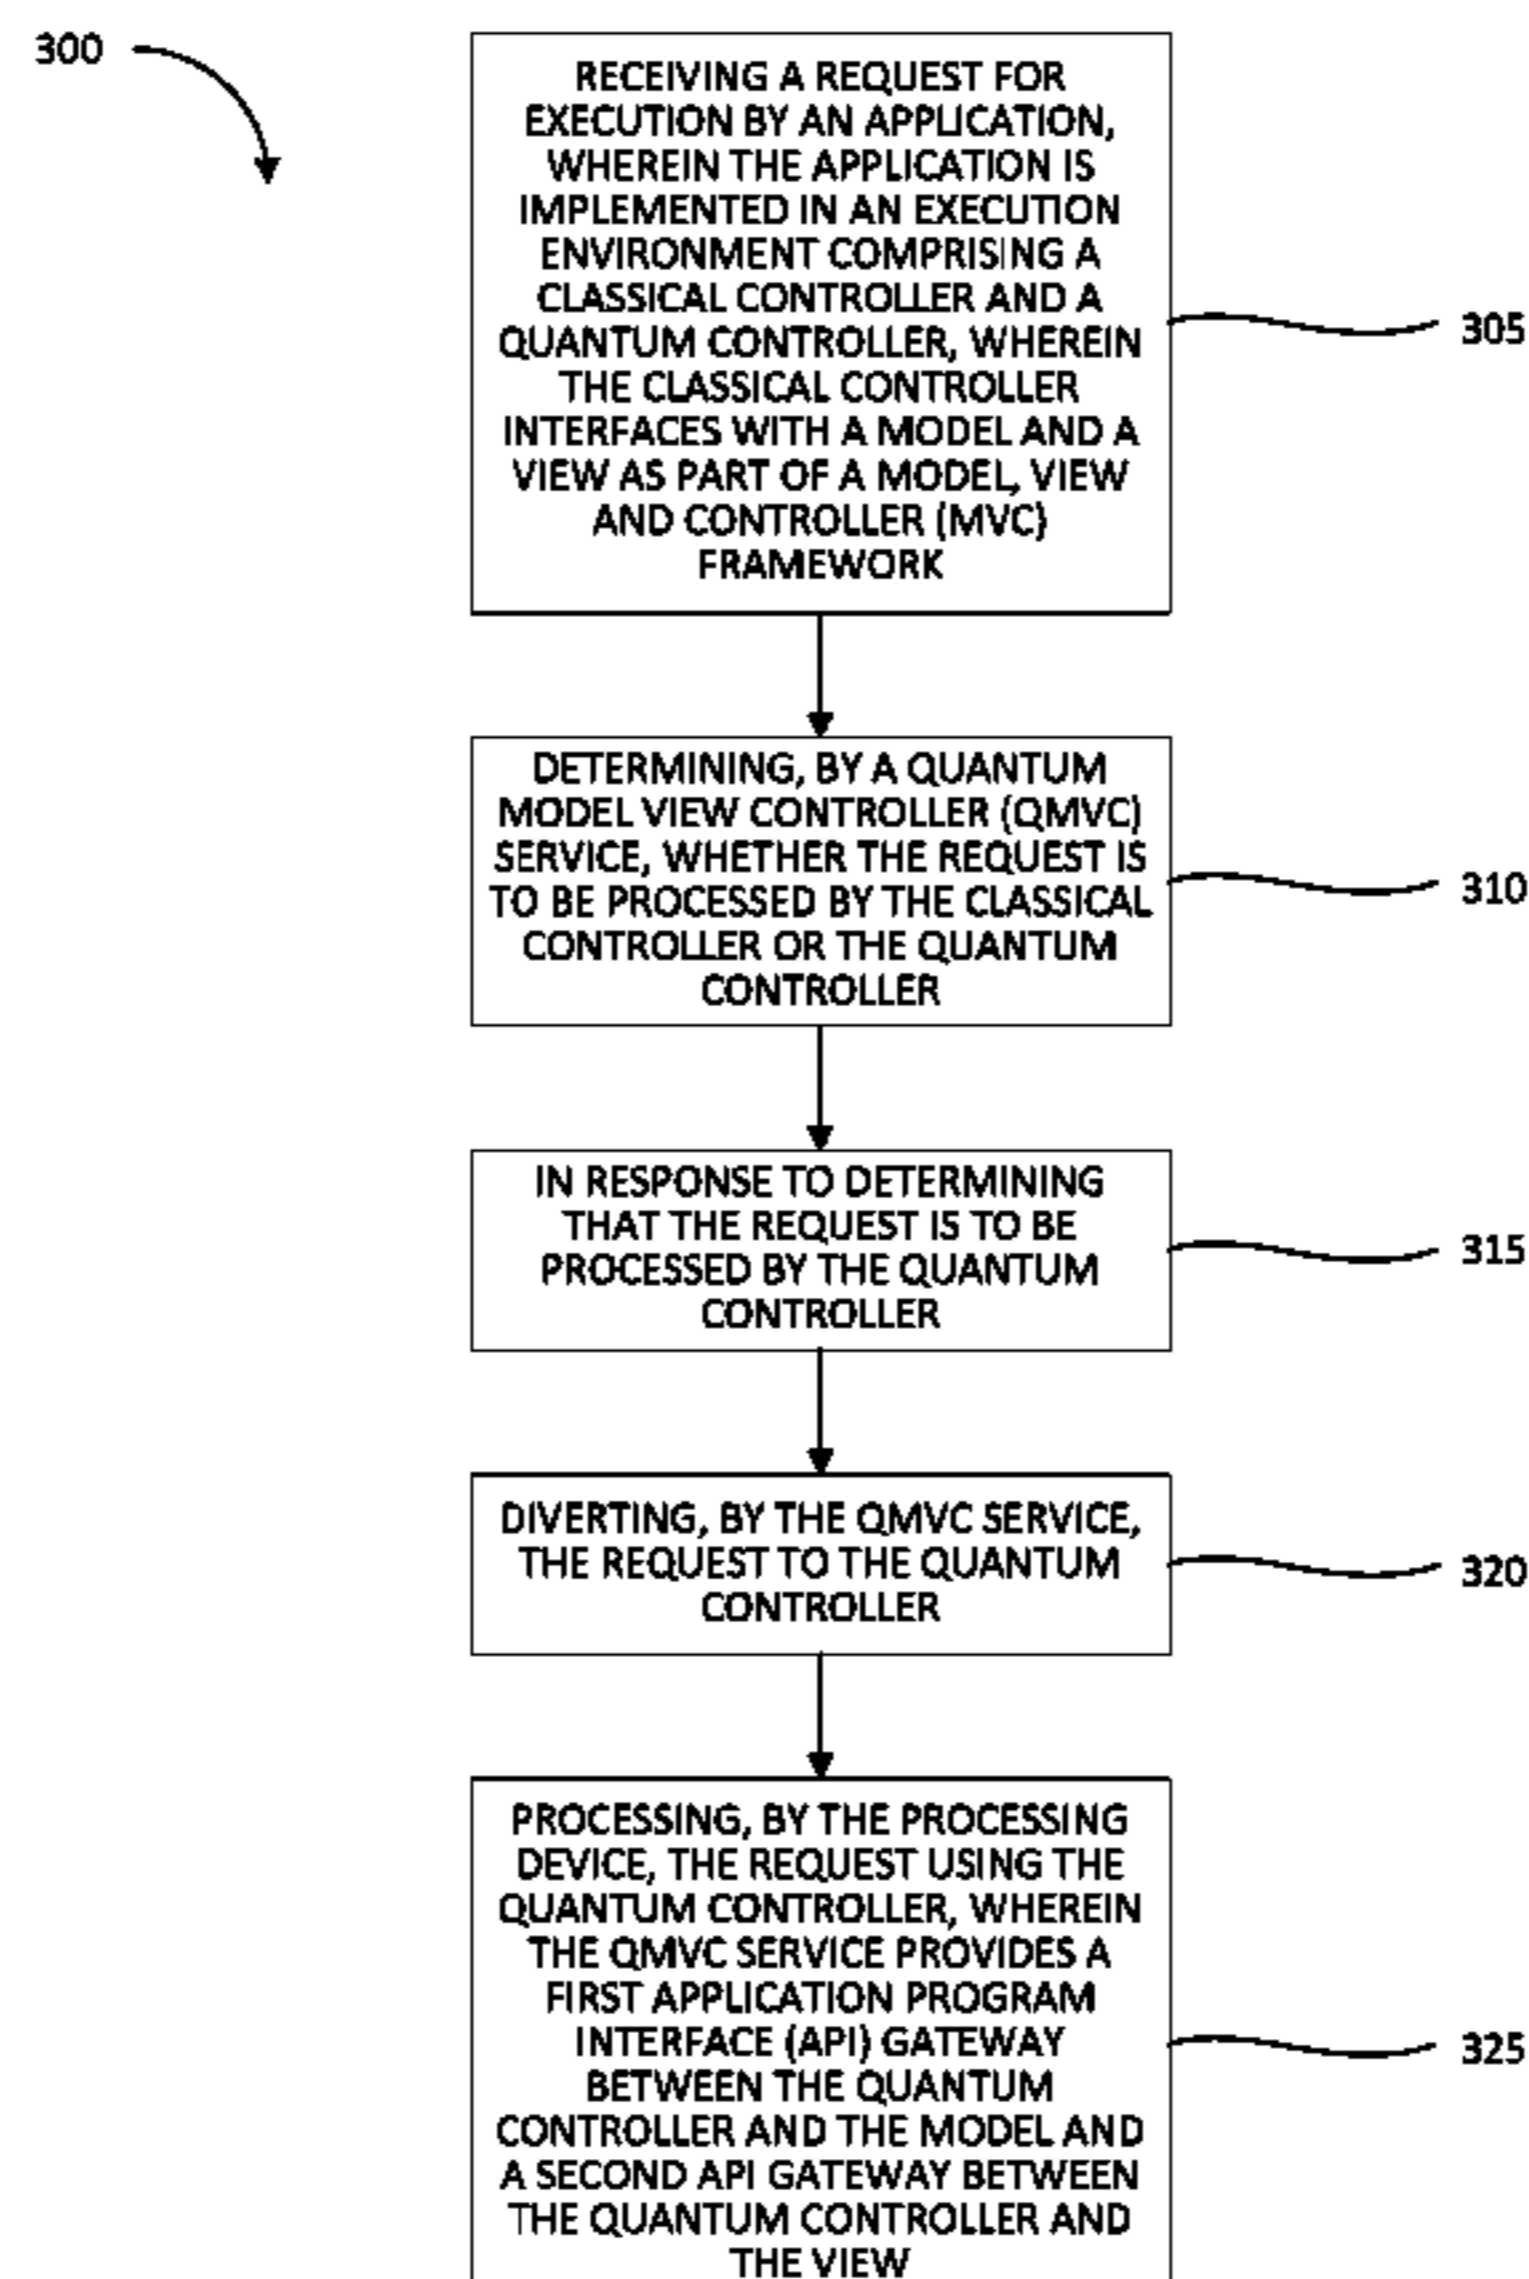 300
RECEIVING A REQUEST FOR
EXECUTION BY AN APPLICATION,
WHEREIN THE APPLICATION IS
IMPLEMENTED IN AN EXECUTION
ENVIRONMENT COMPRISING A
CLASSICAL CONTROLLER AND A
QUANTUM CONTROLLER, WHEREIN
THE CLASSICAL CONTROLLER
INTERFACES WITH A MODEL AND A
VIEW AS PART OF A MODEL, VIEW
AND CONTROLLER (MVC)
FRAMEWORK
305
DETERMINING, BY A QUANTUM
MODEL VIEW CONTROLLER (QMVC)
SERVICE, WHETHER THE REQUEST IS
TO BE PROCESSED BY THE CLASSICAL
CONTROLLER OR THE QUANTUM
CONTROLLER
310
IN RESPONSE TO DETERMINING
THAT THE REQUEST IS TO BE
PROCESSED BY THE QUANTUM
CONTROLLER
315
DIVERTING, BY THE QMVC SERVICE,
THE REQUEST TO THE QUANTUM
CONTROLLER
320
PROCESSING, BY THE PROCESSING
DEVICE, THE REQUEST USING THE
QUANTUM CONTROLLER, WHEREIN
THE QMVC SERVICE PROVIDES A
FIRST APPLICATION PROGRAM
INTERFACE (API) GATEWAY
BETWEEN THE QUANTUM
CONTROLLER AND THE MODEL AND
A SECOND API GATEWAY BETWEEN
THE QUANTUM CONTROLLER AND
THE VIEW
325